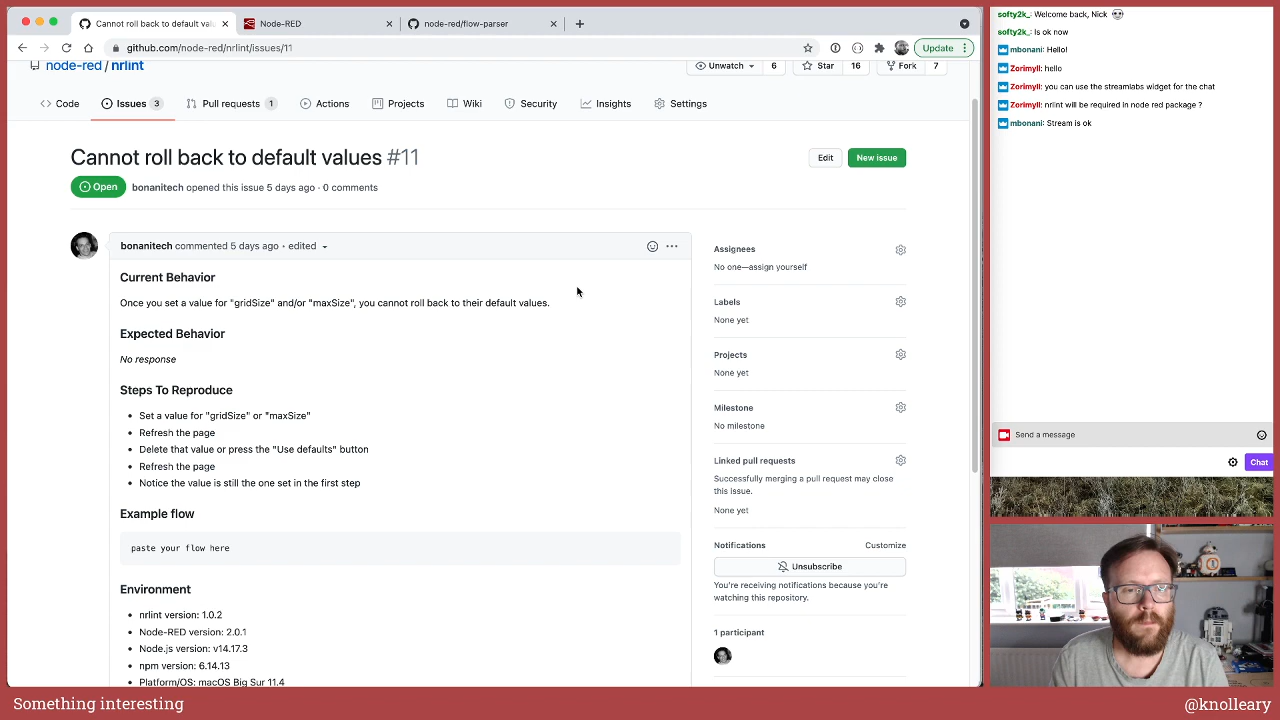 Cannot roll back to default valu
Node-RED
node-red/flow-parser
github.com/node-red/nrlint/issues/11
Update
node-red / nrlint
Unwatch 6
Star 16
Fork 7
Code
Issues 3
Pull requests 1
Actions
Projects
Wiki
Security
Insights
Settings
Cannot roll back to default values #11
Edit
New issue
Open
bonanitech opened this issue 5 days ago · 0 comments
bonanitech commented 5 days ago • edited
Current Behavior
Once you set a value for "gridSize" and/or "maxSize", you cannot roll back to their default values.
Expected Behavior
No response
Steps To Reproduce
• Set a value for "gridSize" or "maxSize"
• Refresh the page
• Delete that value or press the "Use defaults" button
• Refresh the page
• Notice the value is still the one set in the first step
Example flow
paste your flow here
Environment
• nrlint version: 1.0.2
• Node-RED version: 2.0.1
• Node.js version: v14.17.3
• npm version: 6.14.13
• Platform/OS: macOS Big Sur 11.4
Assignees
No one—assign yourself
Labels
None yet
Projects
None yet
Milestone
No milestone
Linked pull requests
Successfully merging a pull request may close
this issue.
None yet
Notifications
Customize
Unsubscribe
You're receiving notifications because you're
watching this repository.
1 participant
softy2k_: Welcome back, Nick
softy2k_: Is ok now
mbonani: Hello!
Zorimyll: hello
Zorimyll: you can use the streamlabs widget for the chat
Zorimyll: nrlint will be required in node red package ?
mbonani: Stream is ok
Send a message
Chat
Something interesting
@knolleary